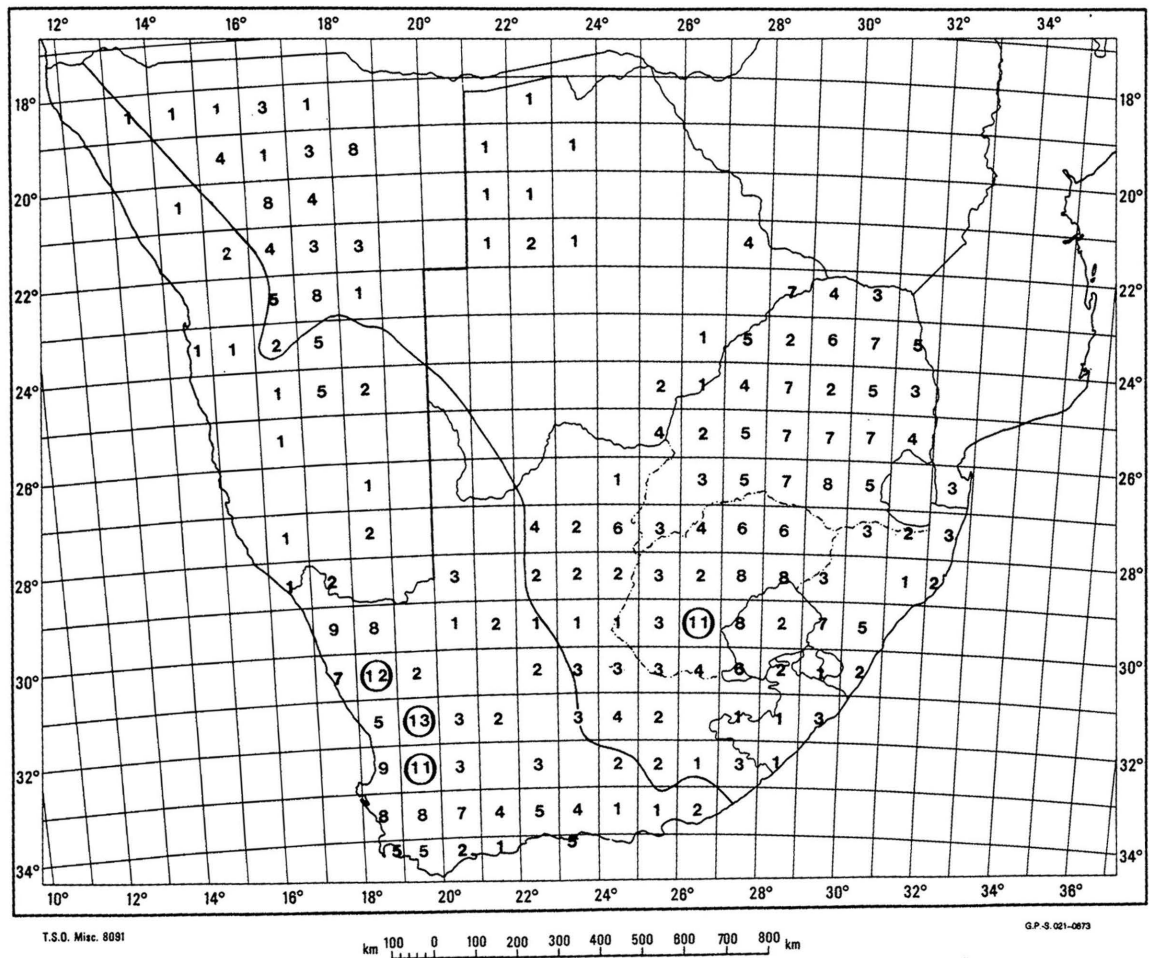 12° 14° 16° 18° 20° 22° 24° 26° 28° 30° 32° 34°
18° 1 1 1 3 1 1 18°
4 1 3 8 1 1
20° 1 8 4 1 1 20°
2 4 3 3 1 2 1 4
22° 5 8 1 7 4 3 22°
1 1 2 5 1 5 2 6 7 5
24° 1 5 2 2 1 4 7 2 5 3 24°
1 4 2 5 7 7 7 4
26° 1 1 3 5 7 8 5 3 26°
1 2 4 2 6 3 4 6 6 3 2 3
28° 1 2 3 2 2 2 3 2 8 8 3 1 2 28°
9 8 1 2 1 1 1 3 11 8 2 7 5
30° 7 12 2 2 3 3 3 4 6 2 1 2 30°
5 13 3 2 3 4 2 1 1 3
32° 9 11 3 3 2 2 1 3 1 32°
8 8 7 4 5 4 1 1 2
34° 5 5 2 1 5 34°
10° 12° 14° 16° 18° 20° 22° 24° 26° 28° 30° 32° 34° 36°
T.S.O. Misc. 8091
G.P.-S. 021-0873
km 100 0 100 200 300 400 500 600 700 800 km